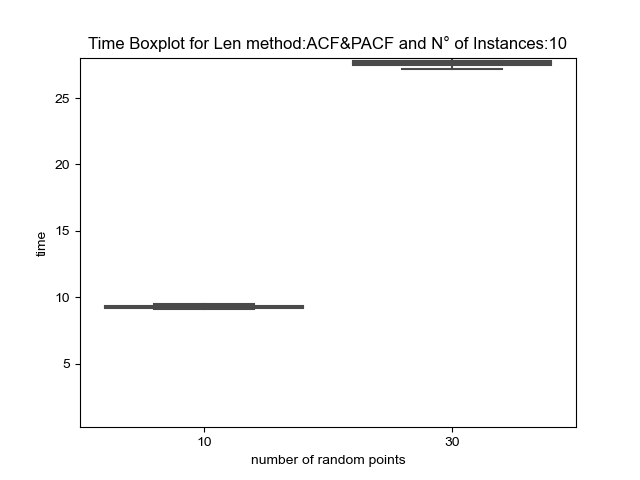 Time Boxplot for Len method:ACF&PACF and N° of Instances:10
25
20
15
10
5
time
10 30
number of random points